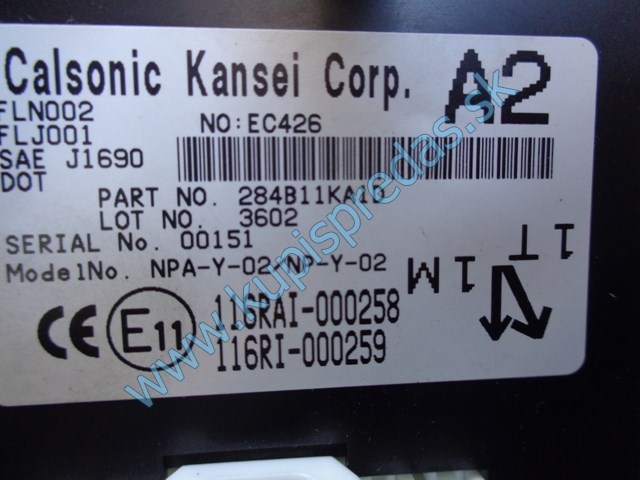 Calsonic Kansei Corp.
A2
FLN002
FLJ001
NO:EC426
SAE J1690
DOT
PART NO. 284B11KA1D
LOT NO. 3602
SERIAL No. 00151
ModelNo. NPA-Y-02/NP-Y-02
1M
1T
CE E11
116RAI-000258
116RI-000259
www.kupispredas.sk